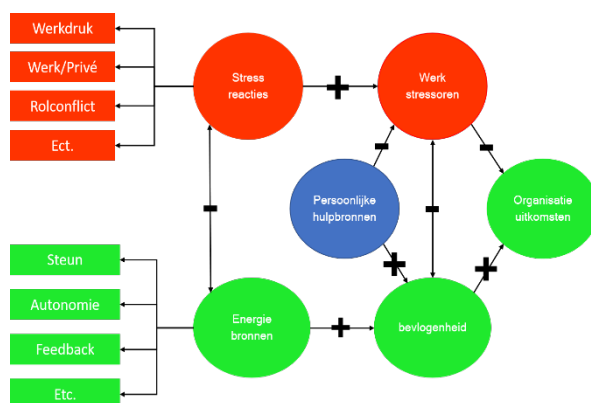 Werkdruk
Werk/Privé
Rolconflict
Ect.
Stress
reacties
Werk
stressoren
Persoonlijke
hulpbronnen
Organisatie
uitkomsten
Steun
Autonomie
Feedback
Etc.
Energie
bronnen
bevlogenheid